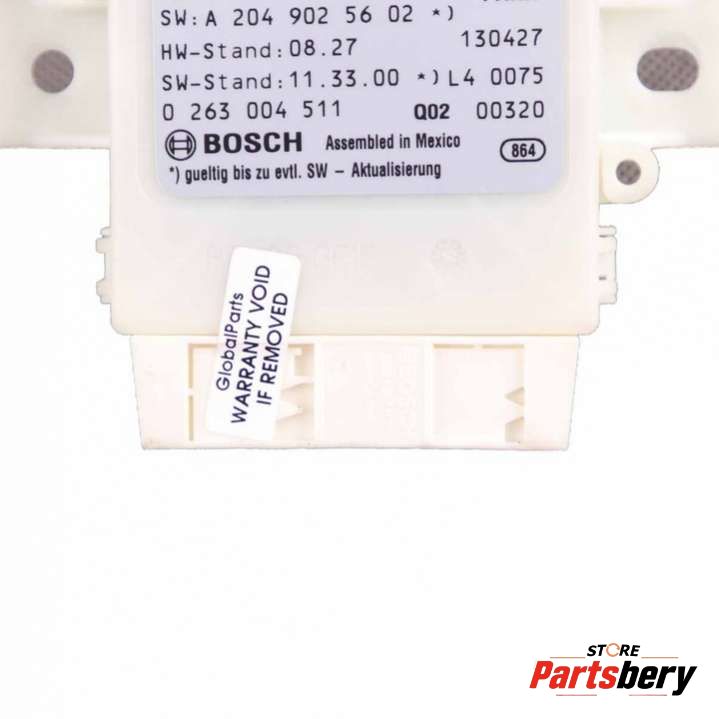 SW:A 204 902 56 02 *)
HW-Stand:08.27 130427
SW-Stand:11.33.00 *) L4 0075
0 263 004 511 Q02 00320
BOSCH Assembled in Mexico 864
*) gueltig bis zu evtl. SW – Aktualisierung
GlobalParts
WARRANTY VOID
IF REMOVED
STORE
Partsbery